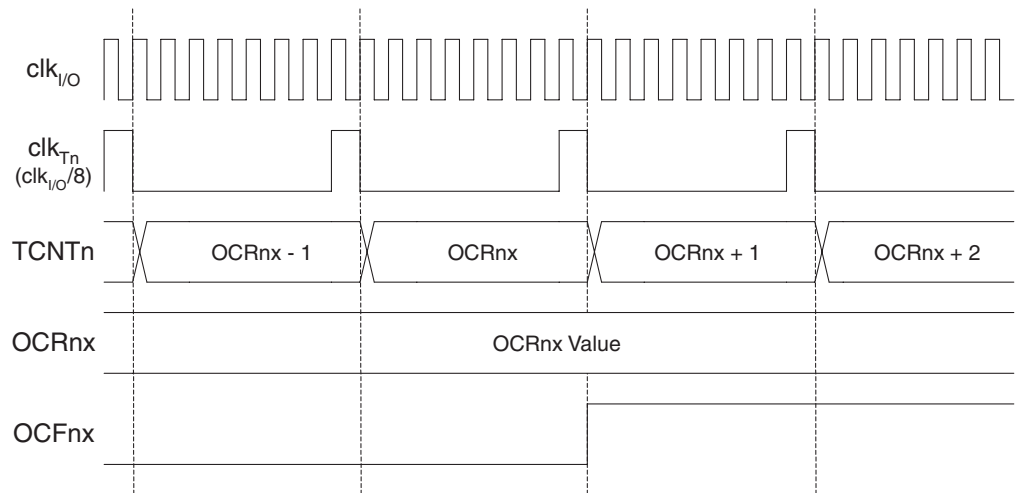 clkI/O
clkTn
(clkI/O/8)
TCNTn OCRnx - 1 OCRnx OCRnx + 1 OCRnx + 2
OCRnx OCRnx Value
OCFnx